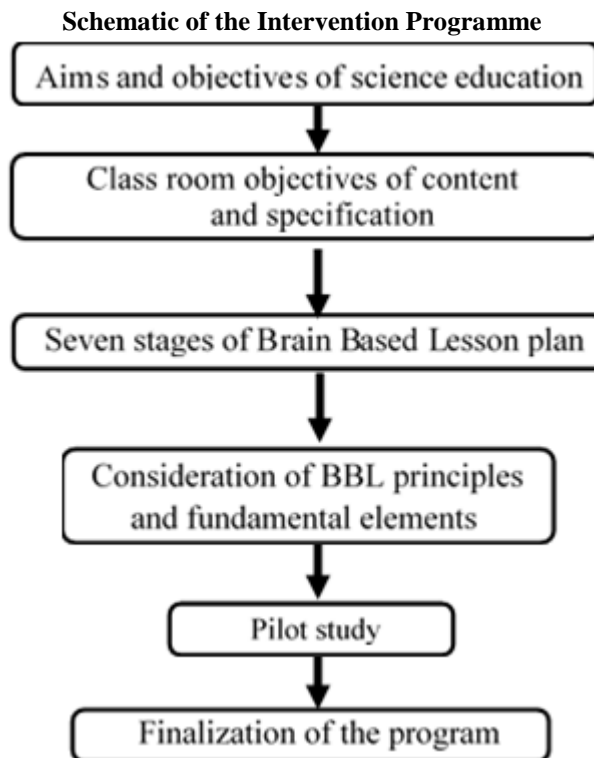 Schematic of the Intervention Programme
Aims and objectives of science education
Class room objectives of content
and specification
Seven stages of Brain Based Lesson plan
Consideration of BBL principles
and fundamental elements
Pilot study
Finalization of the program